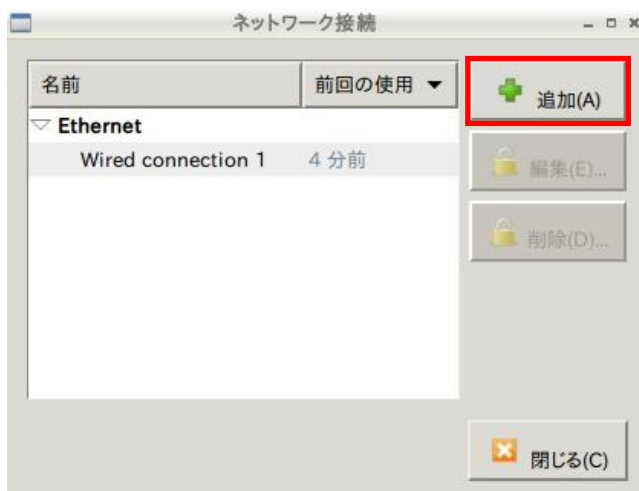 ネットワーク接続
名前 前回の使用
追加(A)
Ethernet
Wired connection 1 4 分前
編集(E)...
削除(D)...
閉じる(C)